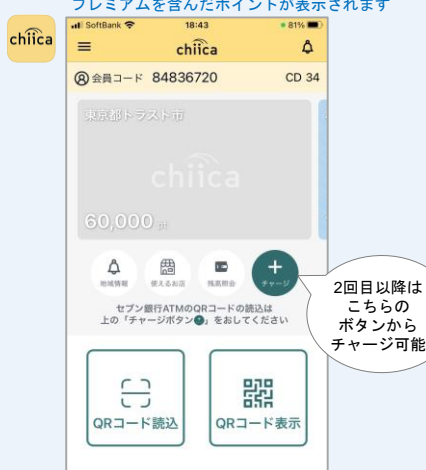 プレミアムを含んだポイントが表示されます
chiica
SoftBank 18:43 81%
chiica
会員コード 84836720 CD 34
東京都トラスト市
chiica
60,000 pt
地域情報 使えるお店 残高照会 チャージ
セブン銀行ATMのQRコードの読込は
上の「チャージボタン」をおしてください
2回目以降は
こちらの
ボタンから
チャージ可能
QRコード読込 QRコード表示